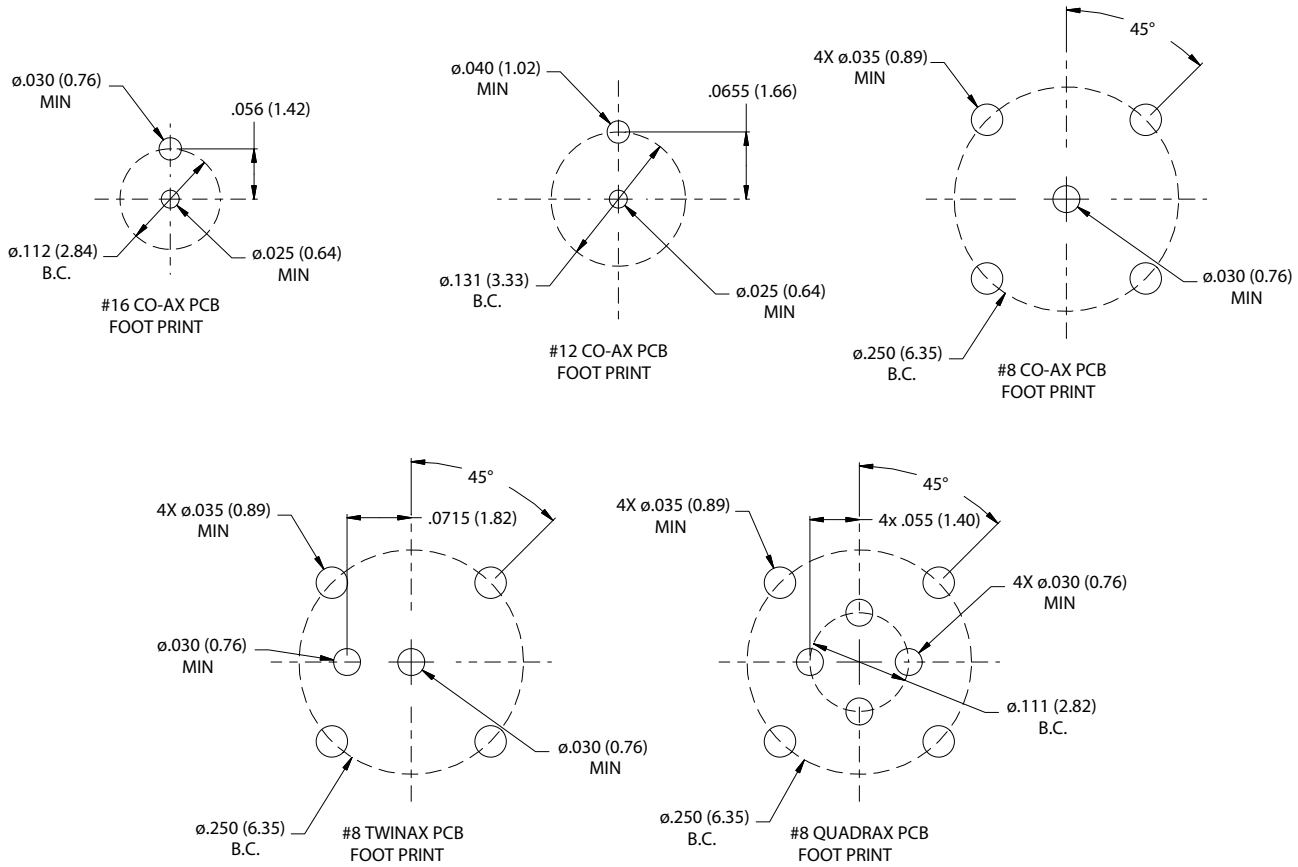 ø.030 (0.76)
MIN
.056 (1.42)
ø.112 (2.84)
B.C.
ø.025 (0.64)
MIN
#16 CO-AX PCB
FOOT PRINT
ø.040 (1.02)
MIN
.0655 (1.66)
ø.131 (3.33)
B.C.
ø.025 (0.64)
MIN
#12 CO-AX PCB
FOOT PRINT
45°
4X ø.035 (0.89)
MIN
ø.030 (0.76)
MIN
ø.250 (6.35)
B.C.
#8 CO-AX PCB
FOOT PRINT
45°
4X ø.035 (0.89)
MIN
.0715 (1.82)
ø.030 (0.76)
MIN
ø.030 (0.76)
MIN
ø.250 (6.35)
B.C.
#8 TWINAX PCB
FOOT PRINT
45°
4X ø.035 (0.89)
MIN
4x .055 (1.40)
4X ø.030 (0.76)
MIN
ø.111 (2.82)
B.C.
ø.250 (6.35)
B.C.
#8 QUADRAX PCB
FOOT PRINT